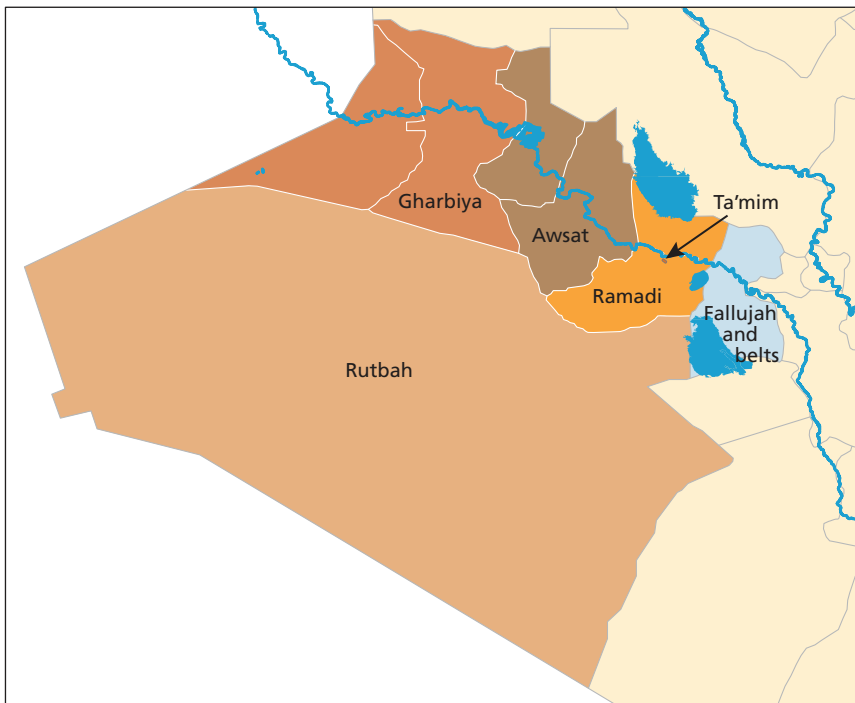 Ta’mim
Gharbiya
Awsat
Ramadi
Fallujah
and
belts
Rutbah